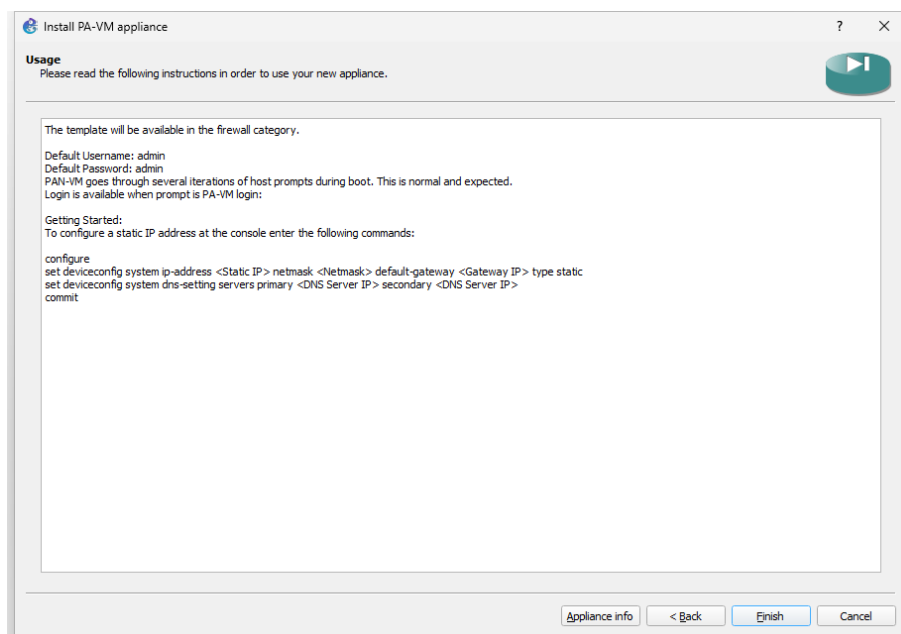 Install PA-VM appliance
?
Usage
Please read the following instructions in order to use your new appliance.
The template will be available in the firewall category.
Default Username: admin
Default Password: admin
PAN-VM goes through several iterations of host prompts during boot. This is normal and expected.
Login is available when prompt is PA-VM login:
Getting Started:
To configure a static IP address at the console enter the following commands:
configure
set deviceconfig system ip-address <Static IP> netmask <Netmask> default-gateway <Gateway IP> type static
set deviceconfig system dns-setting servers primary <DNS Server IP> secondary <DNS Server IP>
commit
Appliance info
< Back
Finish
Cancel